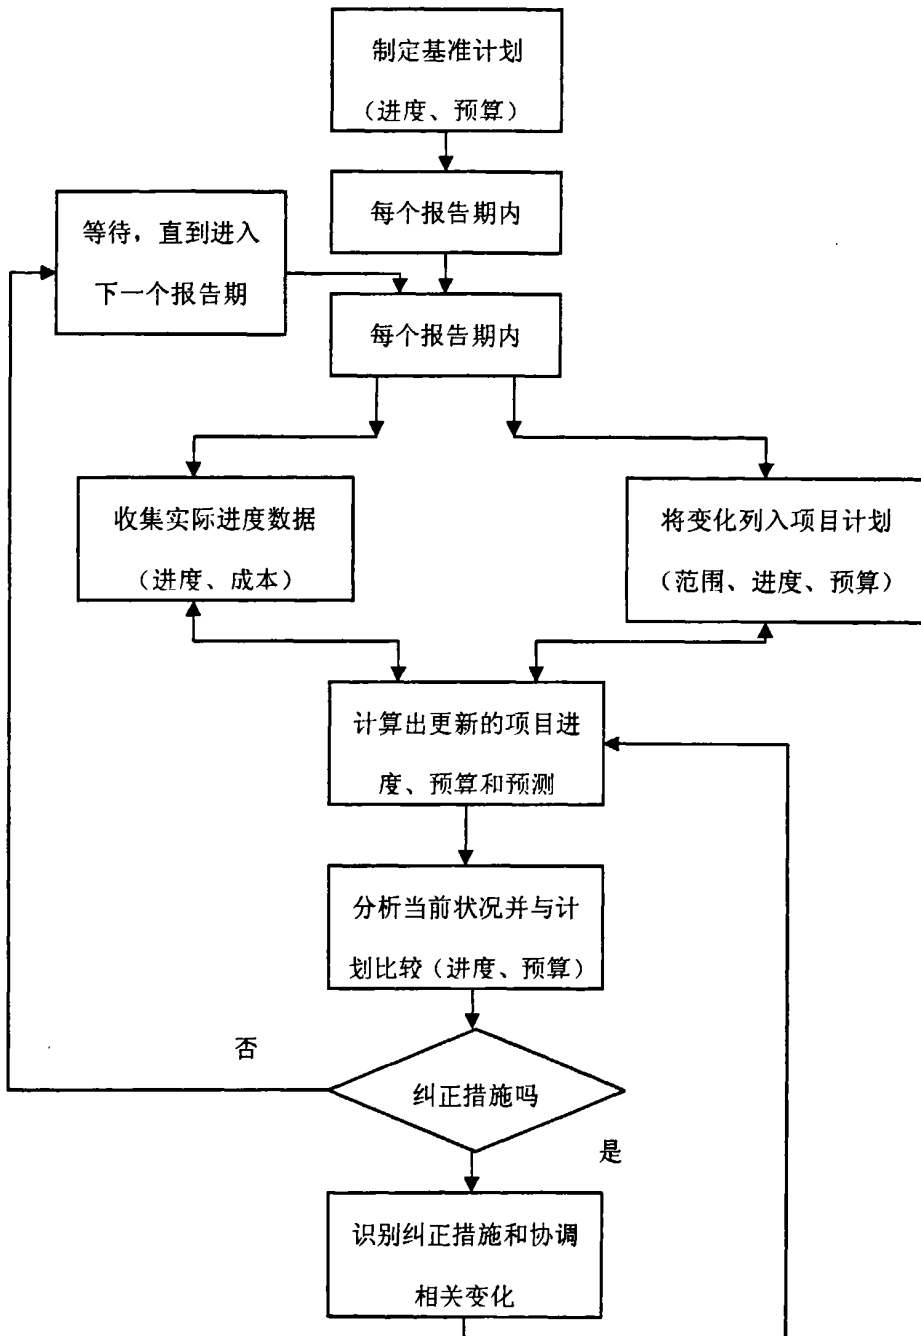 制定基准计划
（进度、预算）
每个报告期内
等待，直到进入
下一个报告期
每个报告期内
收集实际进度数据
（进度、成本）
将变化列入项目计划
（范围、进度、预算）
计算出更新的项目进
度、预算和预测
分析当前状况并与计
划比较（进度、预算）
否
纠正措施吗
是
识别纠正措施和协调
相关变化